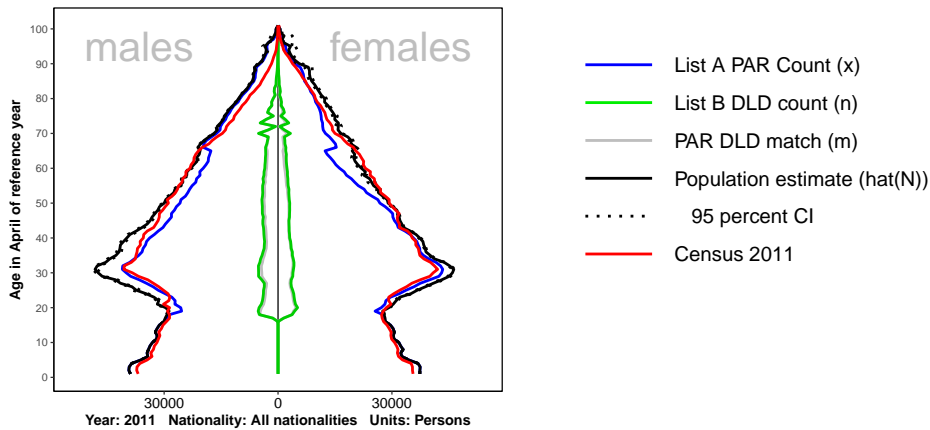 males females
100
90
80
70
60
50
40
30
20
10
0
Age in April of reference year
30000 0 30000
Year: 2011 Nationality: All nationalities Units: Persons
List A PAR Count (x)
List B DLD count (n)
PAR DLD match (m)
Population estimate (hat(N))
95 percent CI
Census 2011